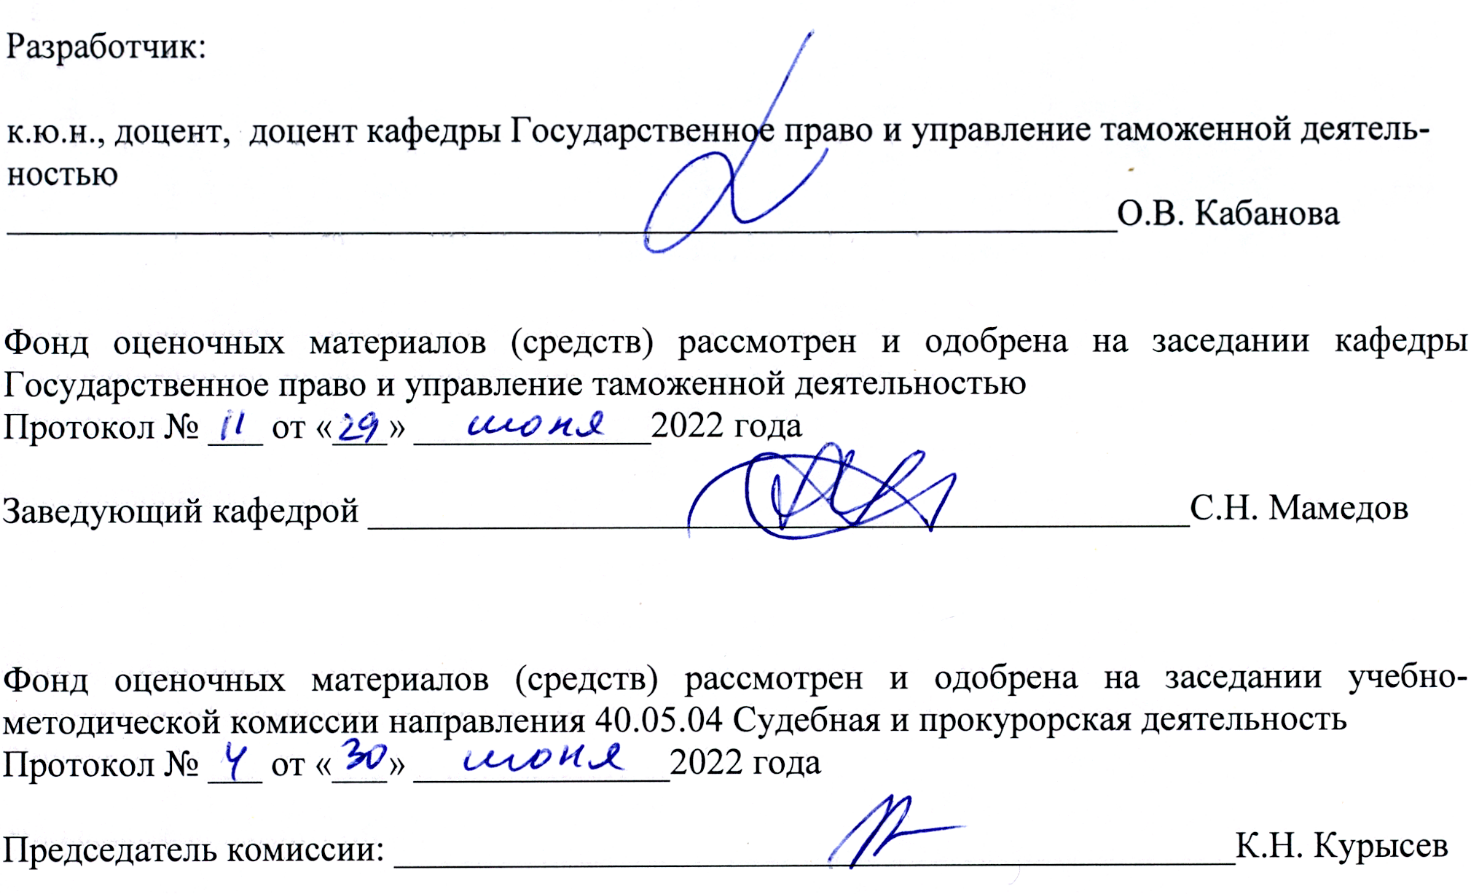 Разработчик:
к.ю.н., доцент, доцент кафедры Государственное право и управление таможенной деятель-
ностью
О.В. Кабанова
Фонд оценочных материалов (средств) рассмотрен и одобрена на заседании кафедры
Государственное право и управление таможенной деятельностью
Протокол № 11 от «29» июня 2022 года
Заведующий кафедрой С.Н. Мамедов
Фонд оценочных материалов (средств) рассмотрен и одобрена на заседании учебно-
методической комиссии направления 40.05.04 Судебная и прокурорская деятельность
Протокол № 4 от «30» июня 2022 года
Председатель комиссии: К.Н. Курысев